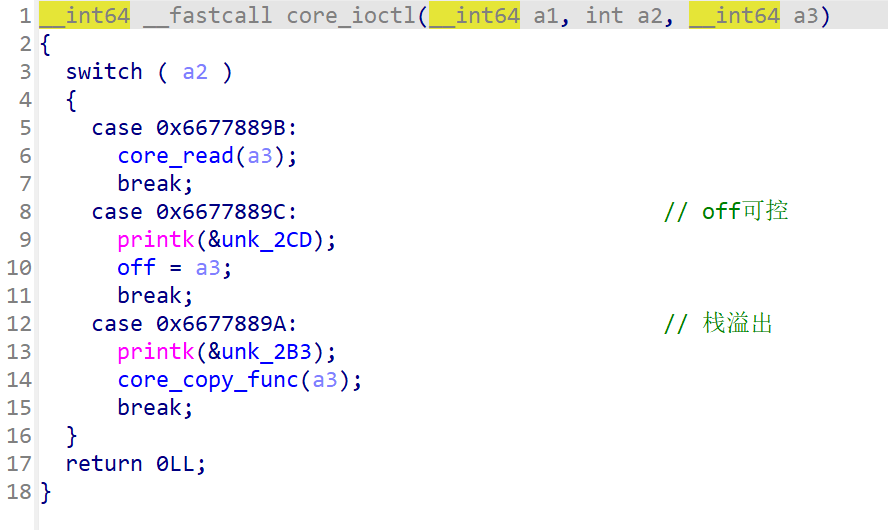 1 __int64 __fastcall core_ioctl(__int64 a1, int a2, __int64 a3)
2 {
3   switch ( a2 )
4   {
5     case 0x6677889B:
6       core_read(a3);
7       break;
8     case 0x6677889C:                         // off可控
9       printk(&unk_2CD);
10       off = a3;
11       break;
12     case 0x6677889A:                         // 栈溢出
13       printk(&unk_2B3);
14       core_copy_func(a3);
15       break;
16   }
17   return 0LL;
18 }